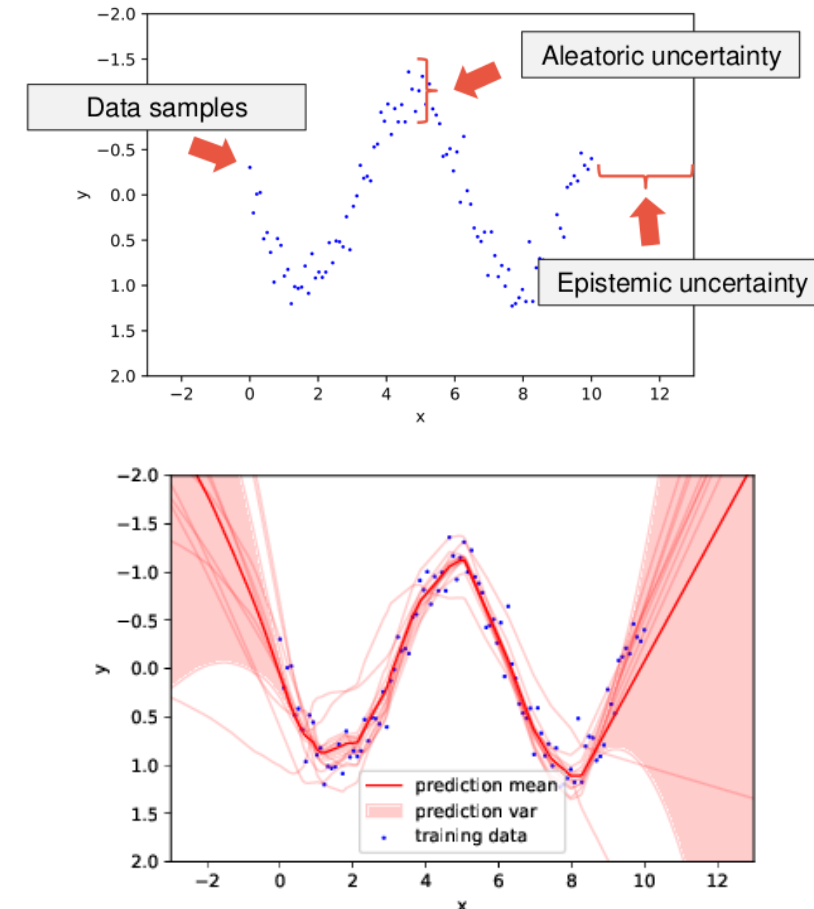 −2.0
−1.5
−0.5
0.0
0.5
1.0
1.5
2.0
y
Data samples
Aleatoric uncertainty
Epistemic uncertainty
−2 0 2 4 6 8 10 12
x
−2.0
−1.5
−1.0
−0.5
0.0
0.5
1.0
1.5
2.0
y
prediction mean
prediction var
training data
−2 0 2 4 6 8 10 12
x